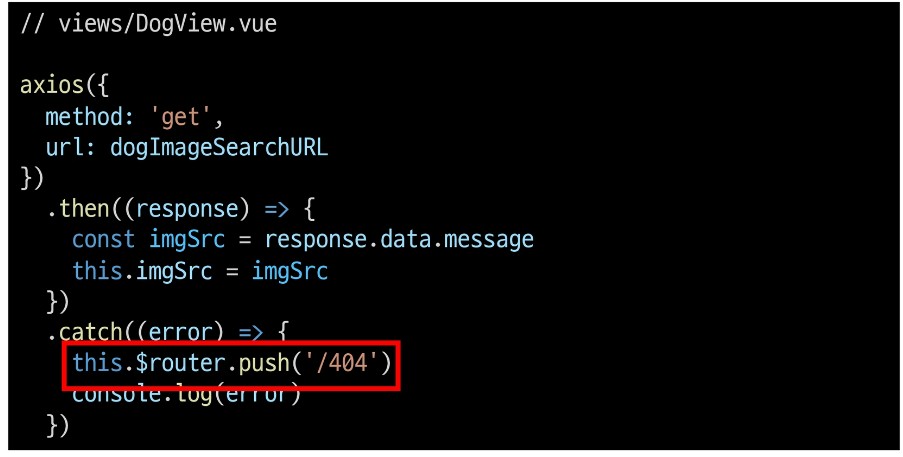 // views/DogView.vue
axios({
method: 'get',
url: dogImageSearchURL
})
.then((response) => {
const imgSrc = response.data.message
this.imgSrc = imgSrc
})
.catch((error) => {
this.$router.push('/404')
console.log(error)
})